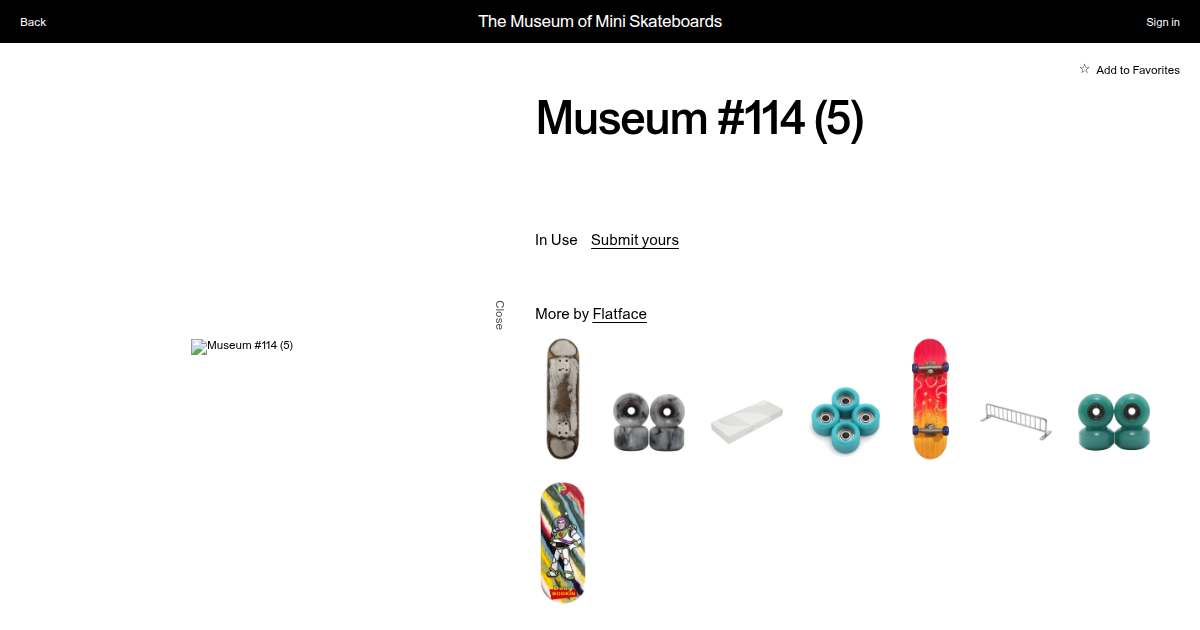 Back
The Museum of Mini Skateboards
Sign in
☆ Add to Favorites
Museum #114 (5)
In Use Submit yours
Close
More by Flatface
Museum #114 (5)